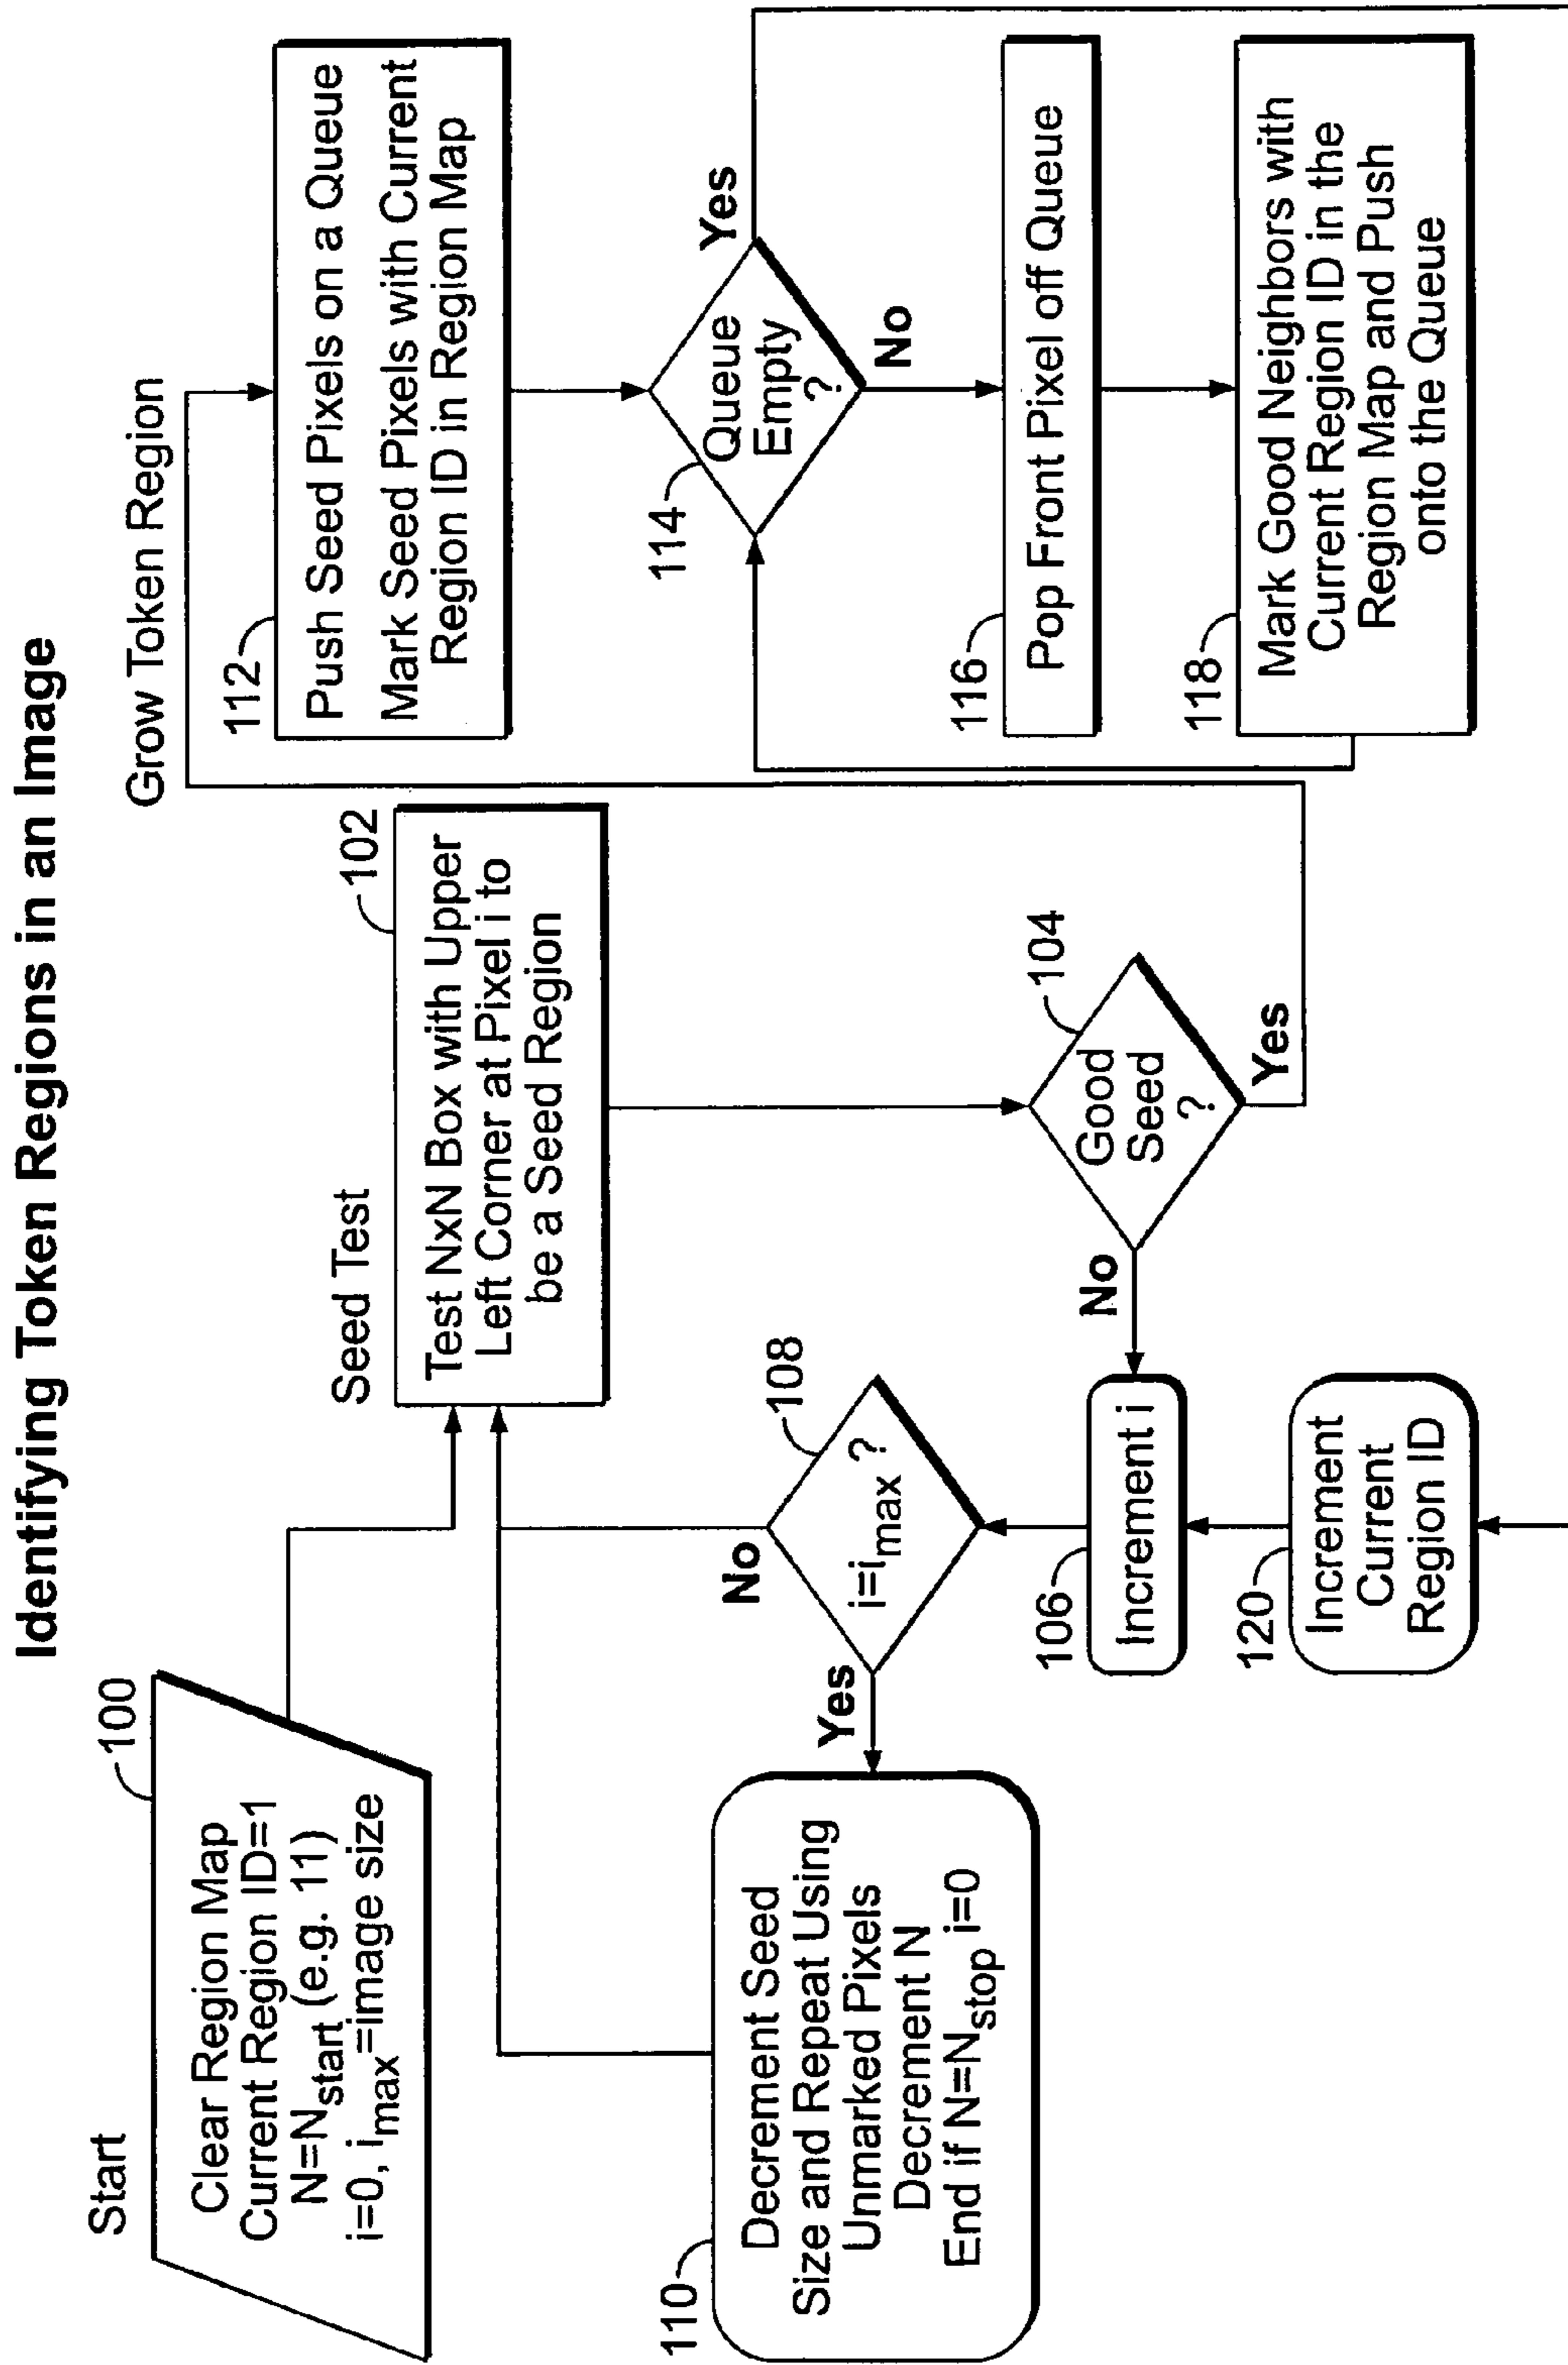 Identifying Token Regions in an Image
Start
100
Clear Region Map
Current Region ID=1
N=Nstart (e.g. 11)
i=0, imax=image size
Seed Test
102
Test NxN Box with Upper
Left Corner at Pixel i to
be a Seed Region
104
Good
Seed
?
No
Yes
106
Increment i
108
i=imax ?
No
Yes
110
Decrement Seed
Size and Repeat Using
Unmarked Pixels
Decrement N
End if N=Nstop i=0
120
Increment
Current
Region ID
Grow Token Region
112
Push Seed Pixels on a Queue
Mark Seed Pixels with Current
Region ID in Region Map
114
Queue
Empty
?
Yes
No
116
Pop Front Pixel off Queue
118
Mark Good Neighbors with
Current Region ID in the
Region Map and Push
onto the Queue